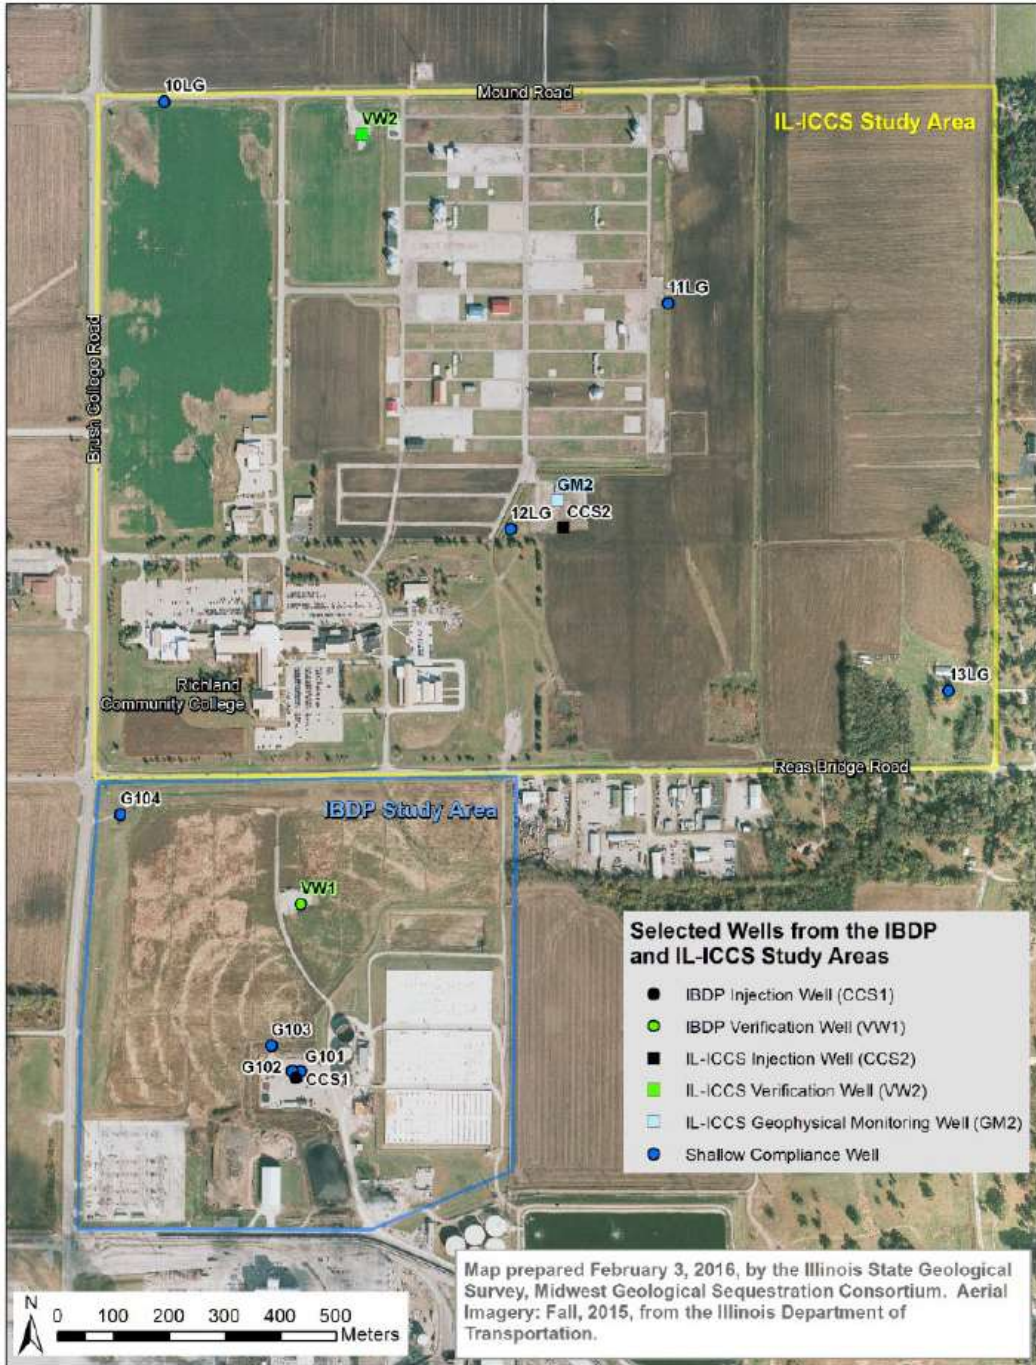 10LG
Mound Road
VW2
IL-ICCS Study Area
11LG
Brush College Road
GM2
12LG
CCS2
13LG
Richland
Community College
Reas Bridge Road
G104
IBDP Study Area
VW1
Selected Wells from the IBDP
and IL-ICCS Study Areas
IBDP Injection Well (CCS1)
IBDP Verification Well (VW1)
IL-ICCS Injection Well (CCS2)
IL-ICCS Verification Well (VW2)
IL-ICCS Geophysical Monitoring Well (GM2)
Shallow Compliance Well
G103
G101
G102
CCS1
Map prepared February 3, 2016, by the Illinois State Geological
Survey, Midwest Geological Sequestration Consortium. Aerial
Imagery: Fall, 2015, from the Illinois Department of
Transportation.
N
0 100 200 300 400 500
Meters